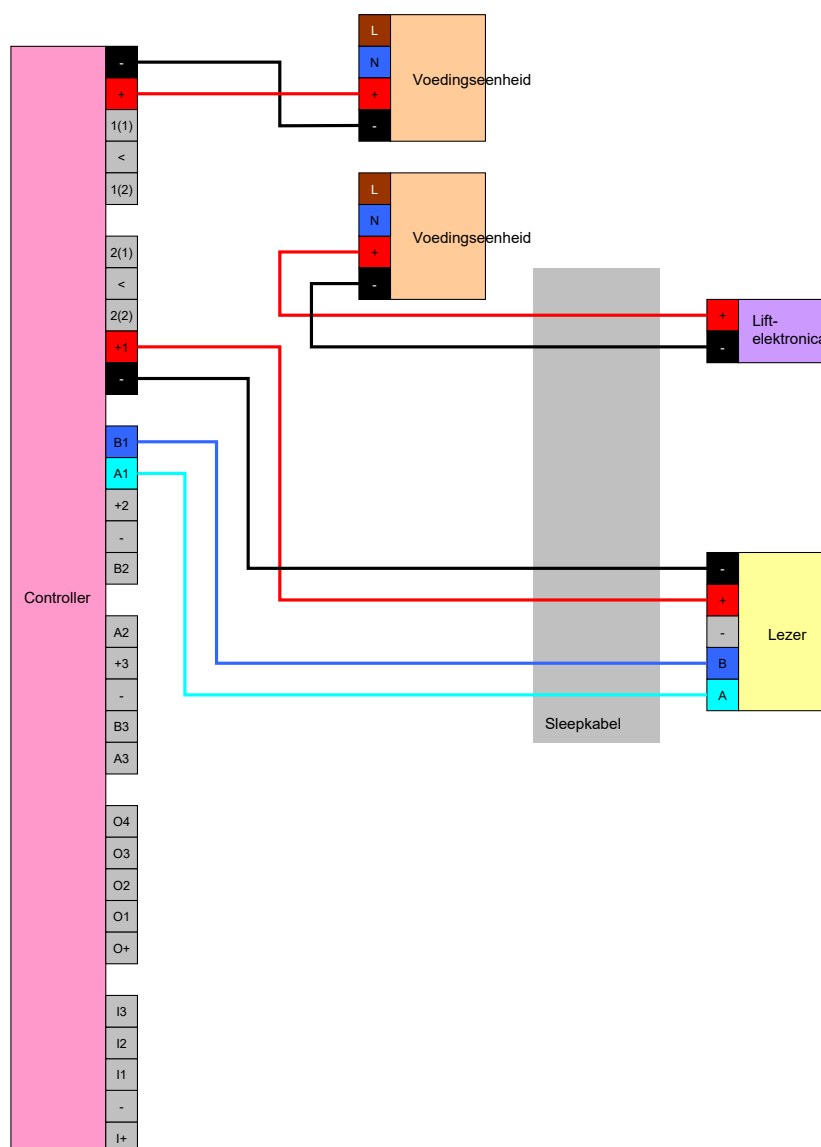 Controller
-
+
1(1)
<
1(2)
2(1)
<
2(2)
+1
-
B1
A1
+2
-
B2
A2
+3
-
B3
A3
O4
O3
O2
O1
O+
I3
I2
I1
-
I+
L
N
+
-
Voedingseenheid
L
N
+
-
Voedingseenheid
Sleepkabel
+
-
Lift-
elektronica
-
+
-
B
A
Lezer